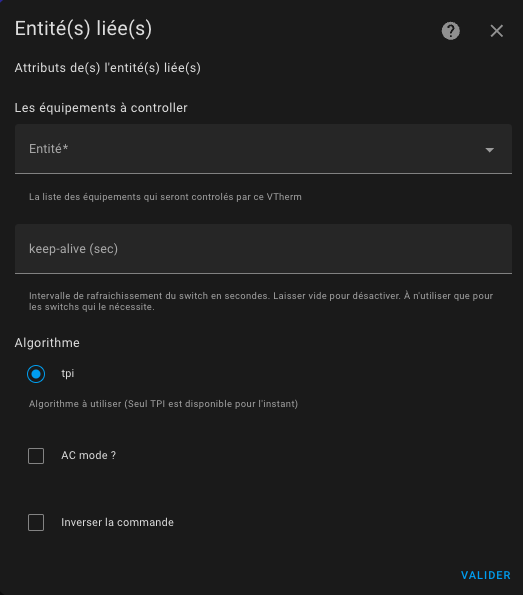 Entité(s) liée(s)
Attributs de(s) l'entité(s) liée(s)
Les équipements à controller
Entité*
La liste des équipements qui seront controlés par ce VTherm
keep-alive (sec)
Intervalle de rafraichissement du switch en secondes. Laisser vide pour désactiver. À n'utiliser que pour
les switchs qui le nécessite.
Algorithme
tpi
Algorithme à utiliser (Seul TPI est disponible pour l'instant)
AC mode ?
Inverser la commande
VALIDER